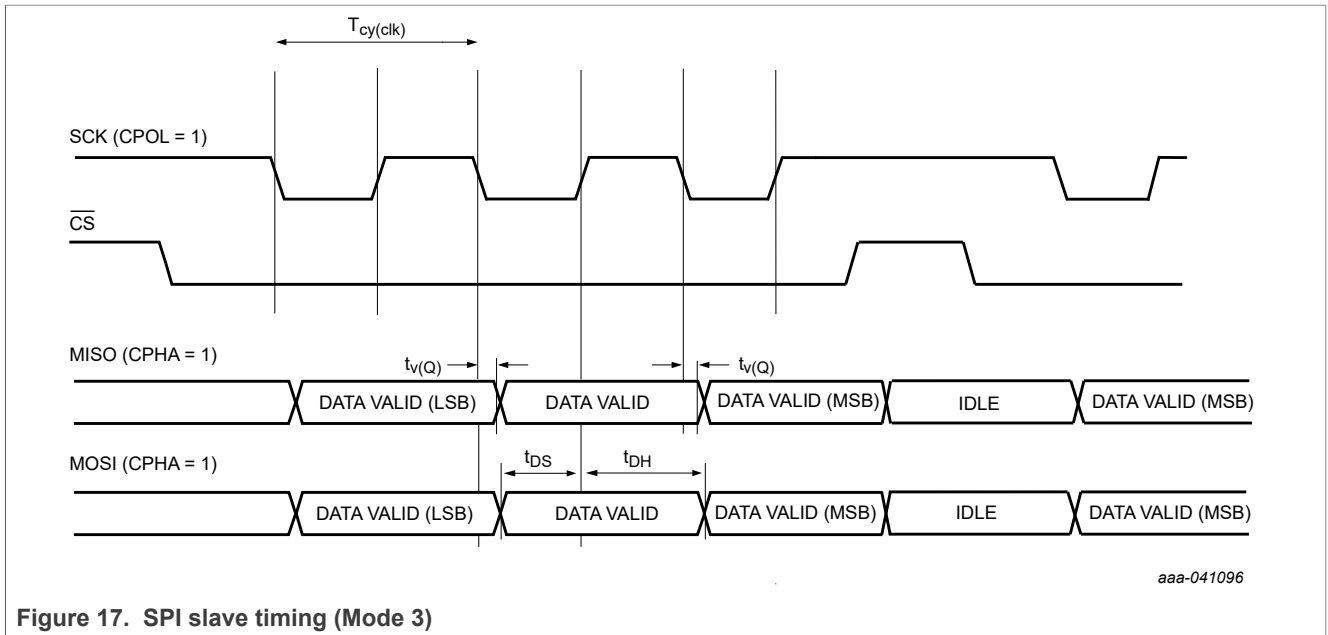 Tcy(clk)
SCK (CPOL = 1)
CS
MISO (CPHA = 1)
tv(Q)
tv(Q)
DATA VALID (LSB)
DATA VALID
DATA VALID (MSB)
IDLE
DATA VALID (MSB)
MOSI (CPHA = 1)
tDS
tDH
DATA VALID (LSB)
DATA VALID
DATA VALID (MSB)
IDLE
DATA VALID (MSB)
aaa-041096
Figure 17. SPI slave timing (Mode 3)